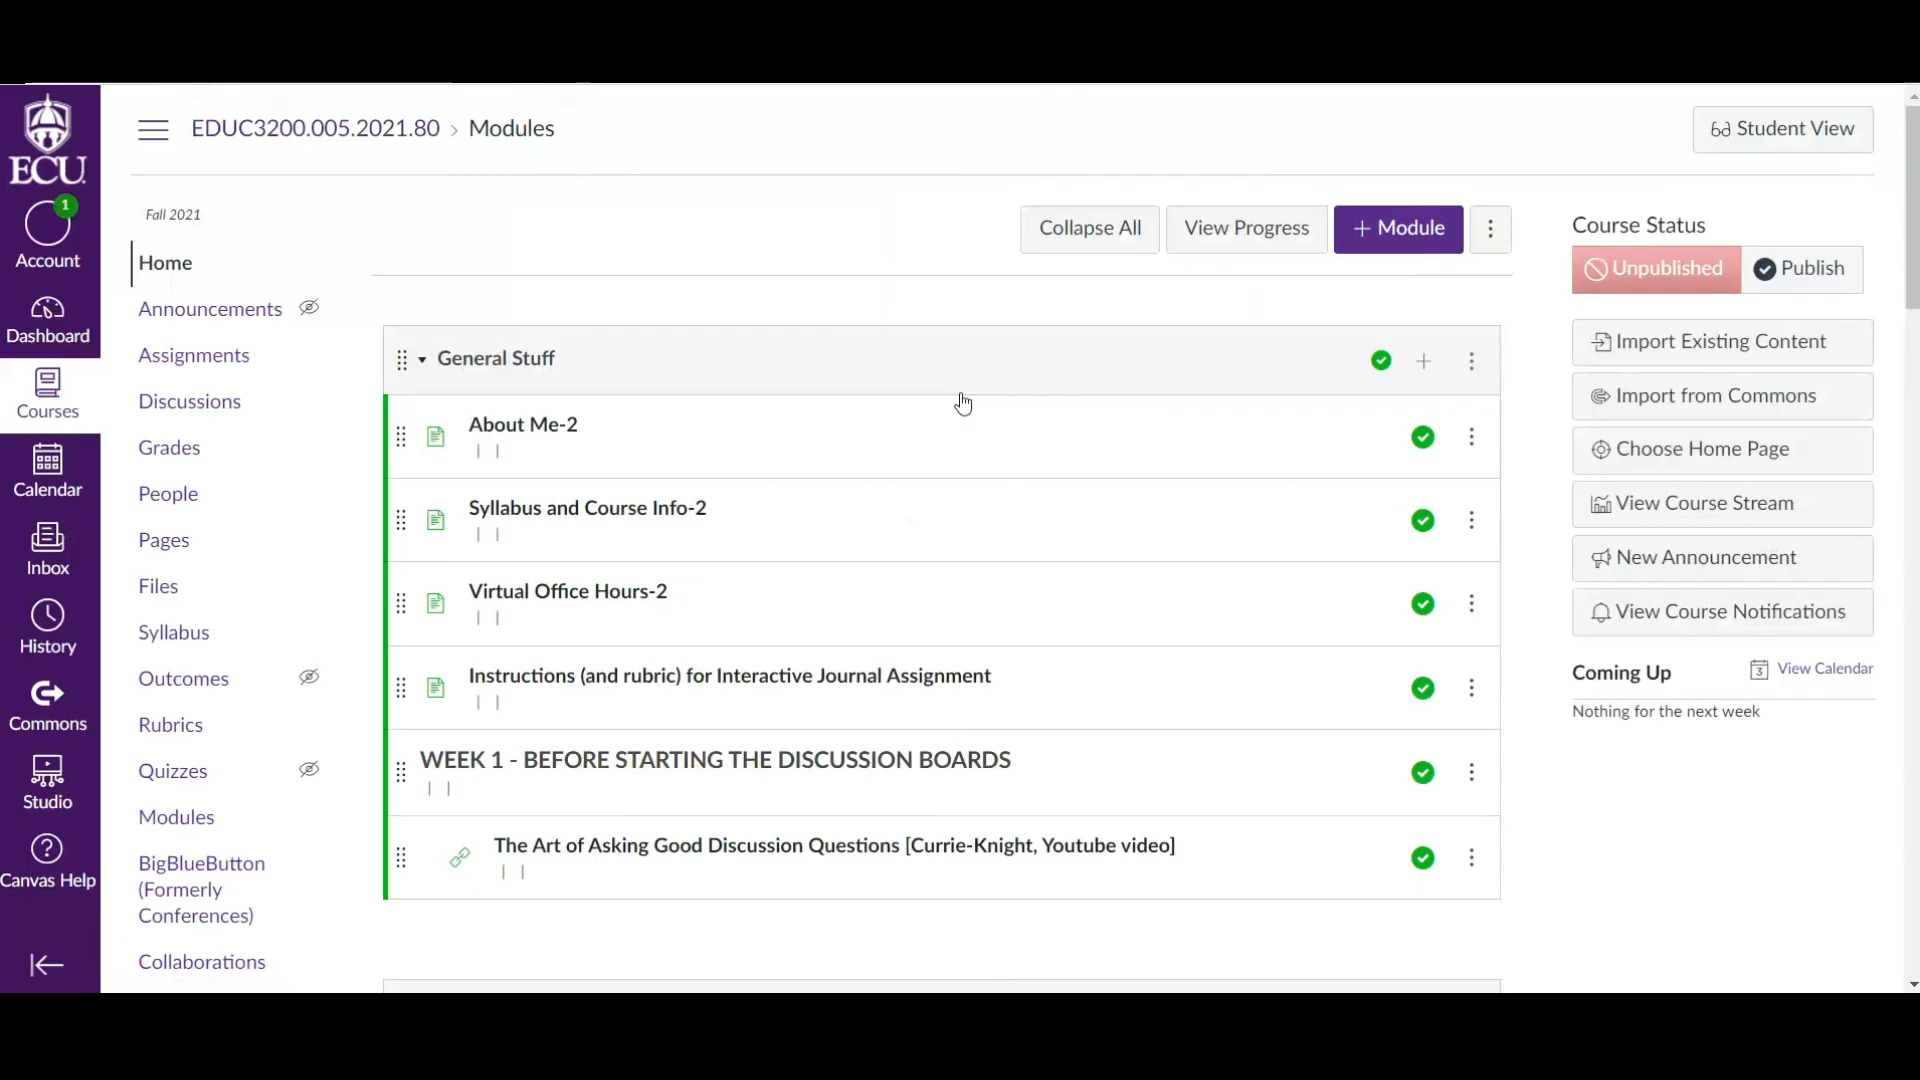 ECU
EDUC3200.005.2021.80 › Modules
Student View
1
Account
Dashboard
Courses
Calendar
Inbox
History
Commons
Studio
Canvas Help
Fall 2021
Home
Announcements
Assignments
Discussions
Grades
People
Pages
Files
Syllabus
Outcomes
Rubrics
Quizzes
Modules
BigBlueButton
(Formerly
Conferences)
Collaborations
Collapse All
View Progress
+ Module
General Stuff
About Me-2
| |
Syllabus and Course Info-2
| |
Virtual Office Hours-2
| |
Instructions (and rubric) for Interactive Journal Assignment
| |
WEEK 1 - BEFORE STARTING THE DISCUSSION BOARDS
| |
The Art of Asking Good Discussion Questions [Currie-Knight, Youtube video]
| |
Course Status
Unpublished
Publish
Import Existing Content
Import from Commons
Choose Home Page
View Course Stream
New Announcement
View Course Notifications
Coming Up
3 View Calendar
Nothing for the next week